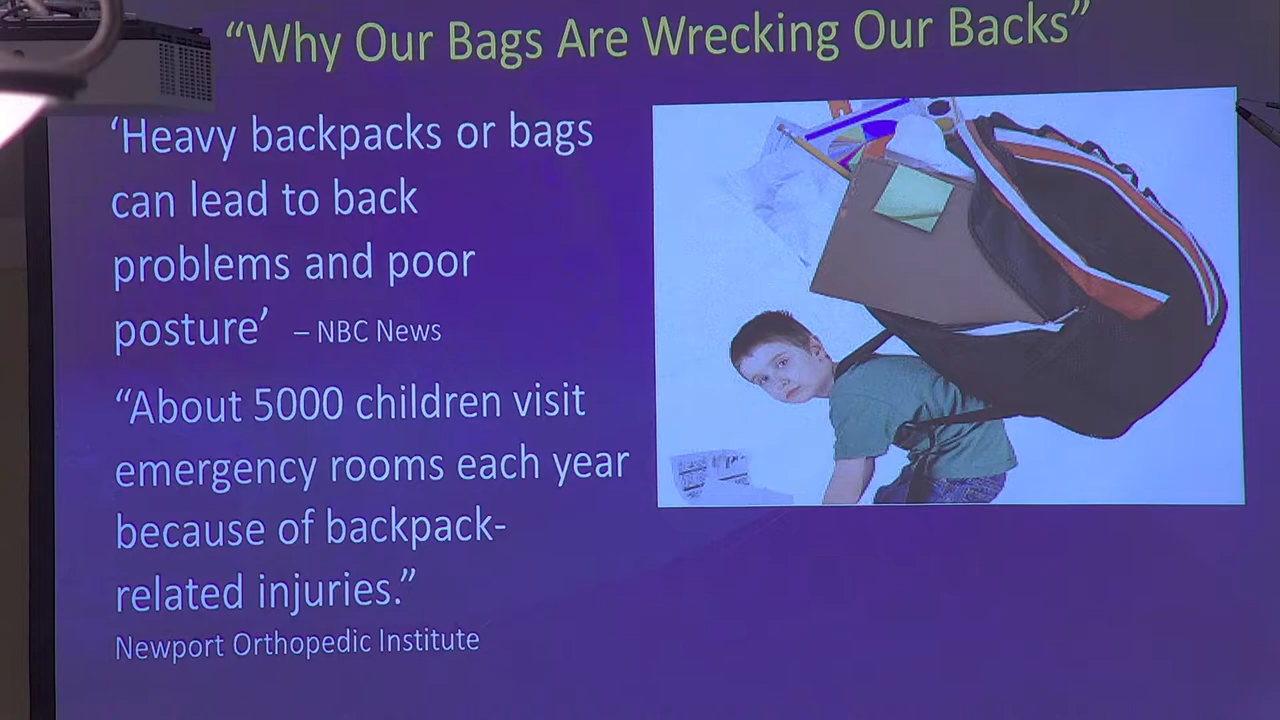 “Why Our Bags Are Wrecking Our Backs”
‘Heavy backpacks or bags
can lead to back
problems and poor
posture’ – NBC News
“About 5000 children visit
emergency rooms each year
because of backpack-
related injuries.”
Newport Orthopedic Institute